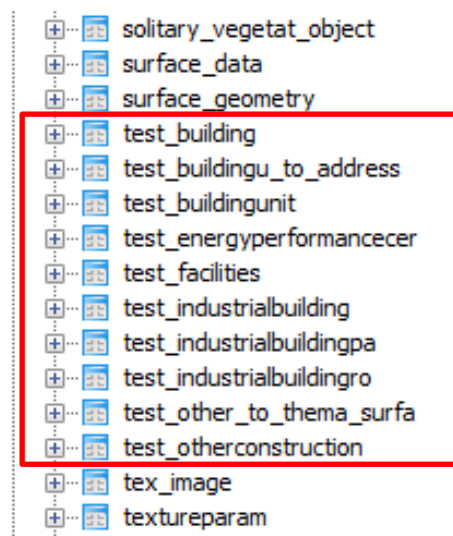 solitary_vegetat_object
surface_data
surface_geometry
test_building
test_buildingu_to_address
test_buildingunit
test_energyperformancecer
test_facilities
test_industrialbuilding
test_industrialbuildingpa
test_industrialbuildingro
test_other_to_thema_surfa
test_otherconstruction
tex_image
textureparam